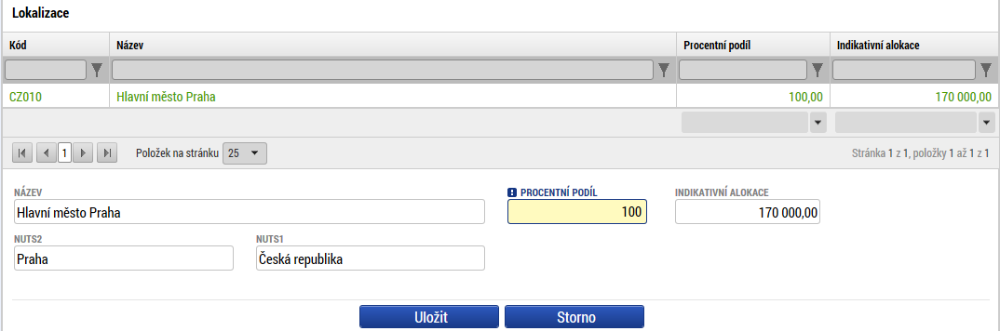 Lokalizace
Kód Název Procentní podíl Indikativní alokace
CZ010 Hlavní město Praha 100,00 170 000,00
1 Položek na stránku 25 Stránka 1 z 1, položky 1 až 1 z 1
NÁZEV PROCENTNÍ PODÍL INDIKATIVNÍ ALOKACE
Hlavní město Praha 100 170 000,00
NUTS2 NUTS1
Praha Česká republika
Uložit Storno